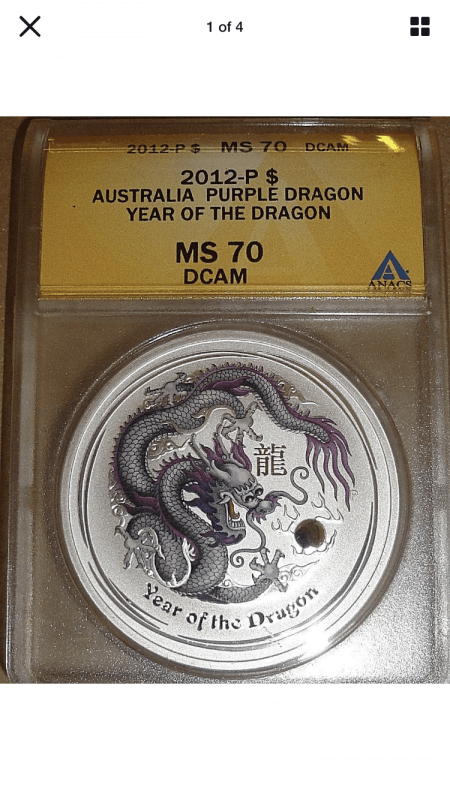 1 of 4
2012-P $ MS 70 DCAM
2012-P $
AUSTRALIA PURPLE DRAGON
YEAR OF THE DRAGON
MS 70
DCAM
ANACS
龍
Year of the Dragon